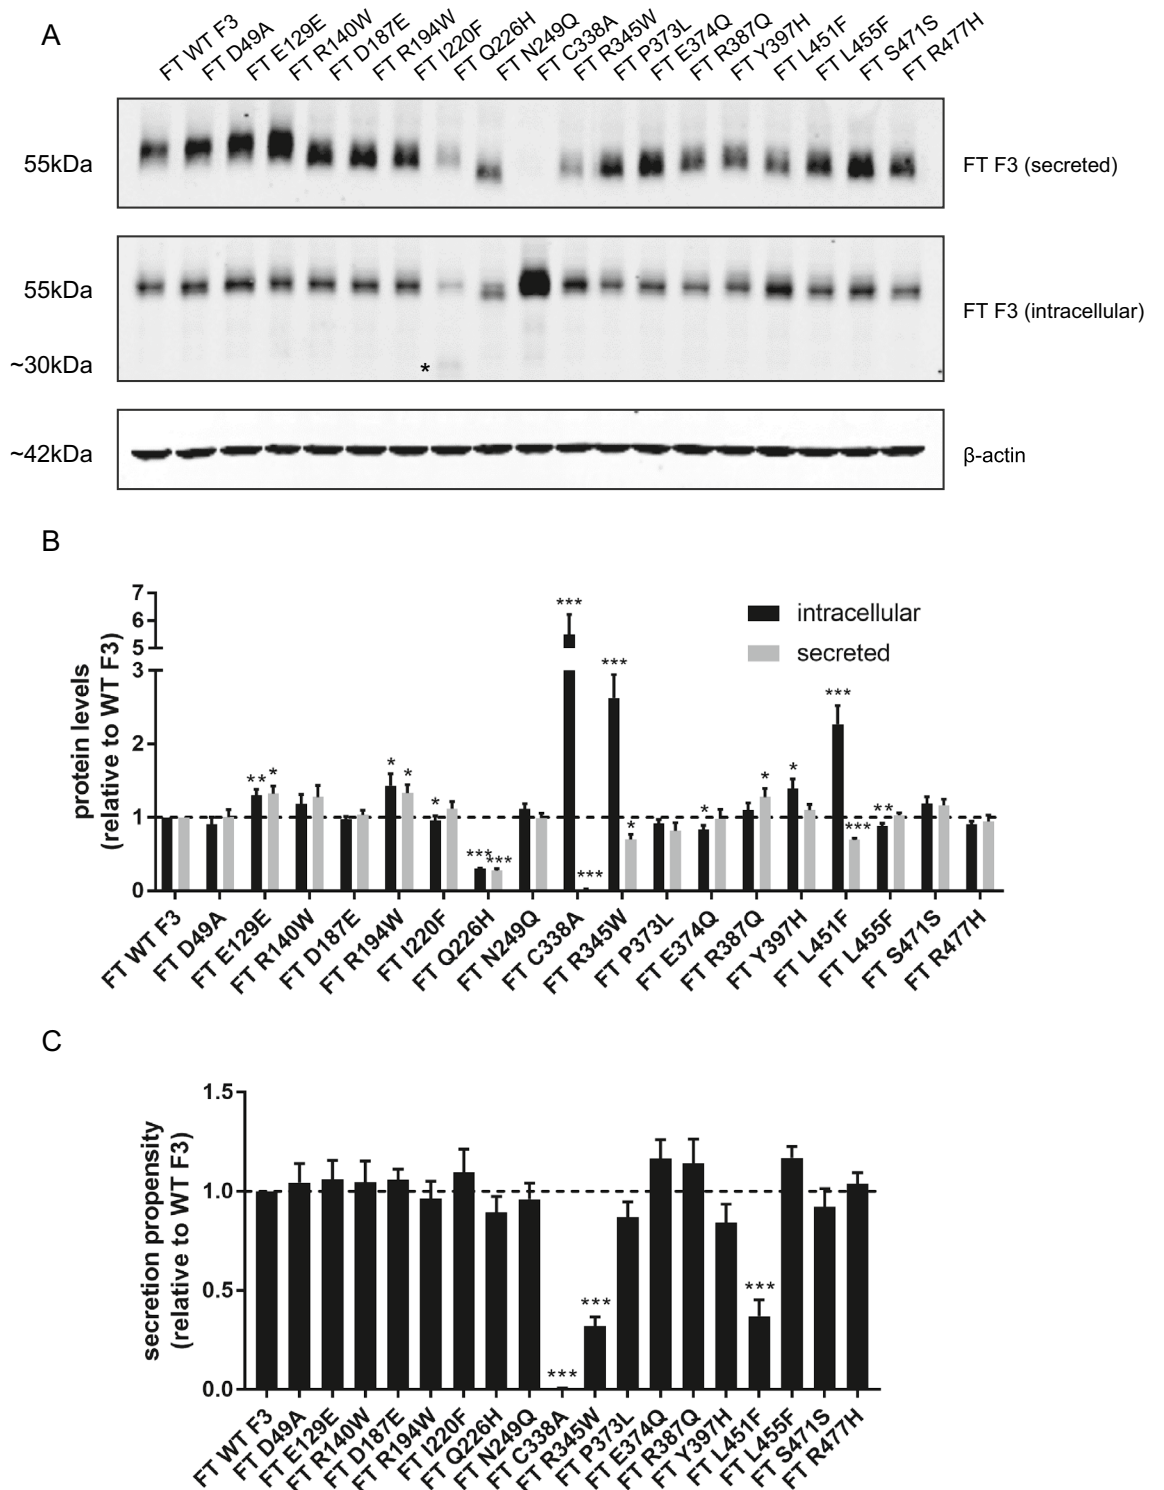 A
FT WT F3
FT D49A
FT E129E
FT R140W
FT D187E
FT R194W
FT I220F
FT Q226H
FT N249Q
FT C338A
FT R345W
FT P373L
FT E374Q
FT R387Q
FT Y397H
FT L451F
FT L455F
FT S471S
FT R477H
55kDa
FT F3 (secreted)
55kDa
FT F3 (intracellular)
~30kDa
*
~42kDa
β-actin
B
protein levels
(relative to WT F3)
7
6
5
3
2
1
0
intracellular
secreted
**
*
*
*
*
***
***
***
***
***
*
*
*
*
***
***
**
FT WT F3
FT D49A
FT E129E
FT R140W
FT D187E
FT R194W
FT I220F
FT Q226H
FT N249Q
FT C338A
FT R345W
FT P373L
FT E374Q
FT R387Q
FT Y397H
FT L451F
FT L455F
FT S471S
FT R477H
C
secretion propensity
(relative to WT F3)
1.5
1.0
0.5
0.0
***
***
***
FT WT F3
FT D49A
FT E129E
FT R140W
FT D187E
FT R194W
FT I220F
FT Q226H
FT N249Q
FT C338A
FT R345W
FT P373L
FT E374Q
FT R387Q
FT Y397H
FT L451F
FT L455F
FT S471S
FT R477H